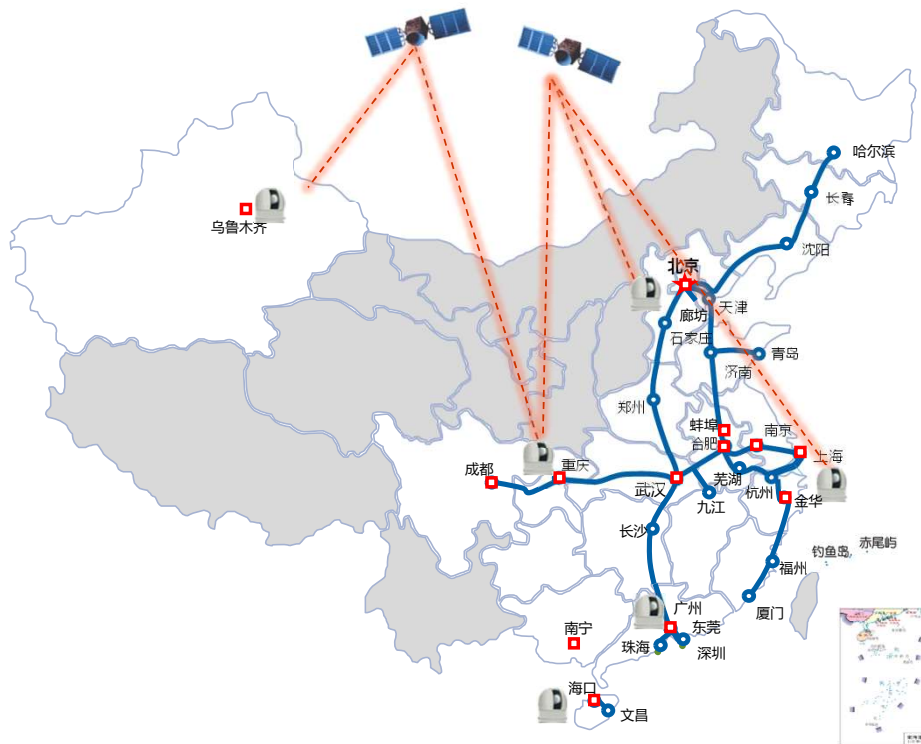 哈尔滨
长春
乌鲁木齐
沈阳
北京
廊坊
天津
石家庄
青岛
济南
郑州
蚌埠
南京
合肥
上海
成都
重庆
武汉
芜湖
杭州
九江
金华
长沙
钓鱼岛
赤尾屿
福州
厦门
广州
南宁
东莞
珠海
深圳
海口
文昌